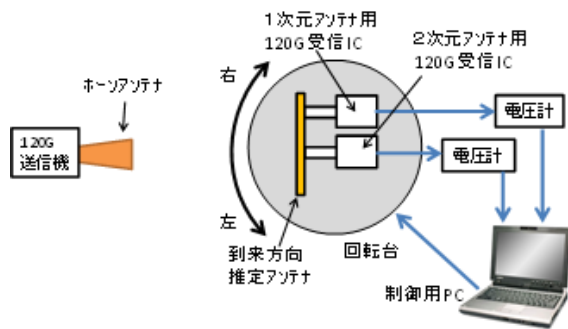 1次元アンテナ用
120G受信IC
2次元アンテナ用
120G受信IC
右
ホーンアンテナ
120G
送信機
電圧計
電圧計
左
到来方向
推定アンテナ
回転台
制御用PC